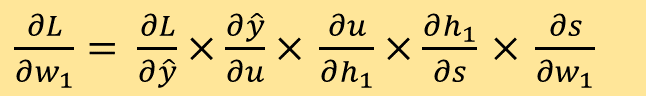 ∂L/∂w₁ = ∂L/∂ŷ × ∂ŷ/∂u × ∂u/∂h₁ × ∂h₁/∂s × ∂s/∂w₁